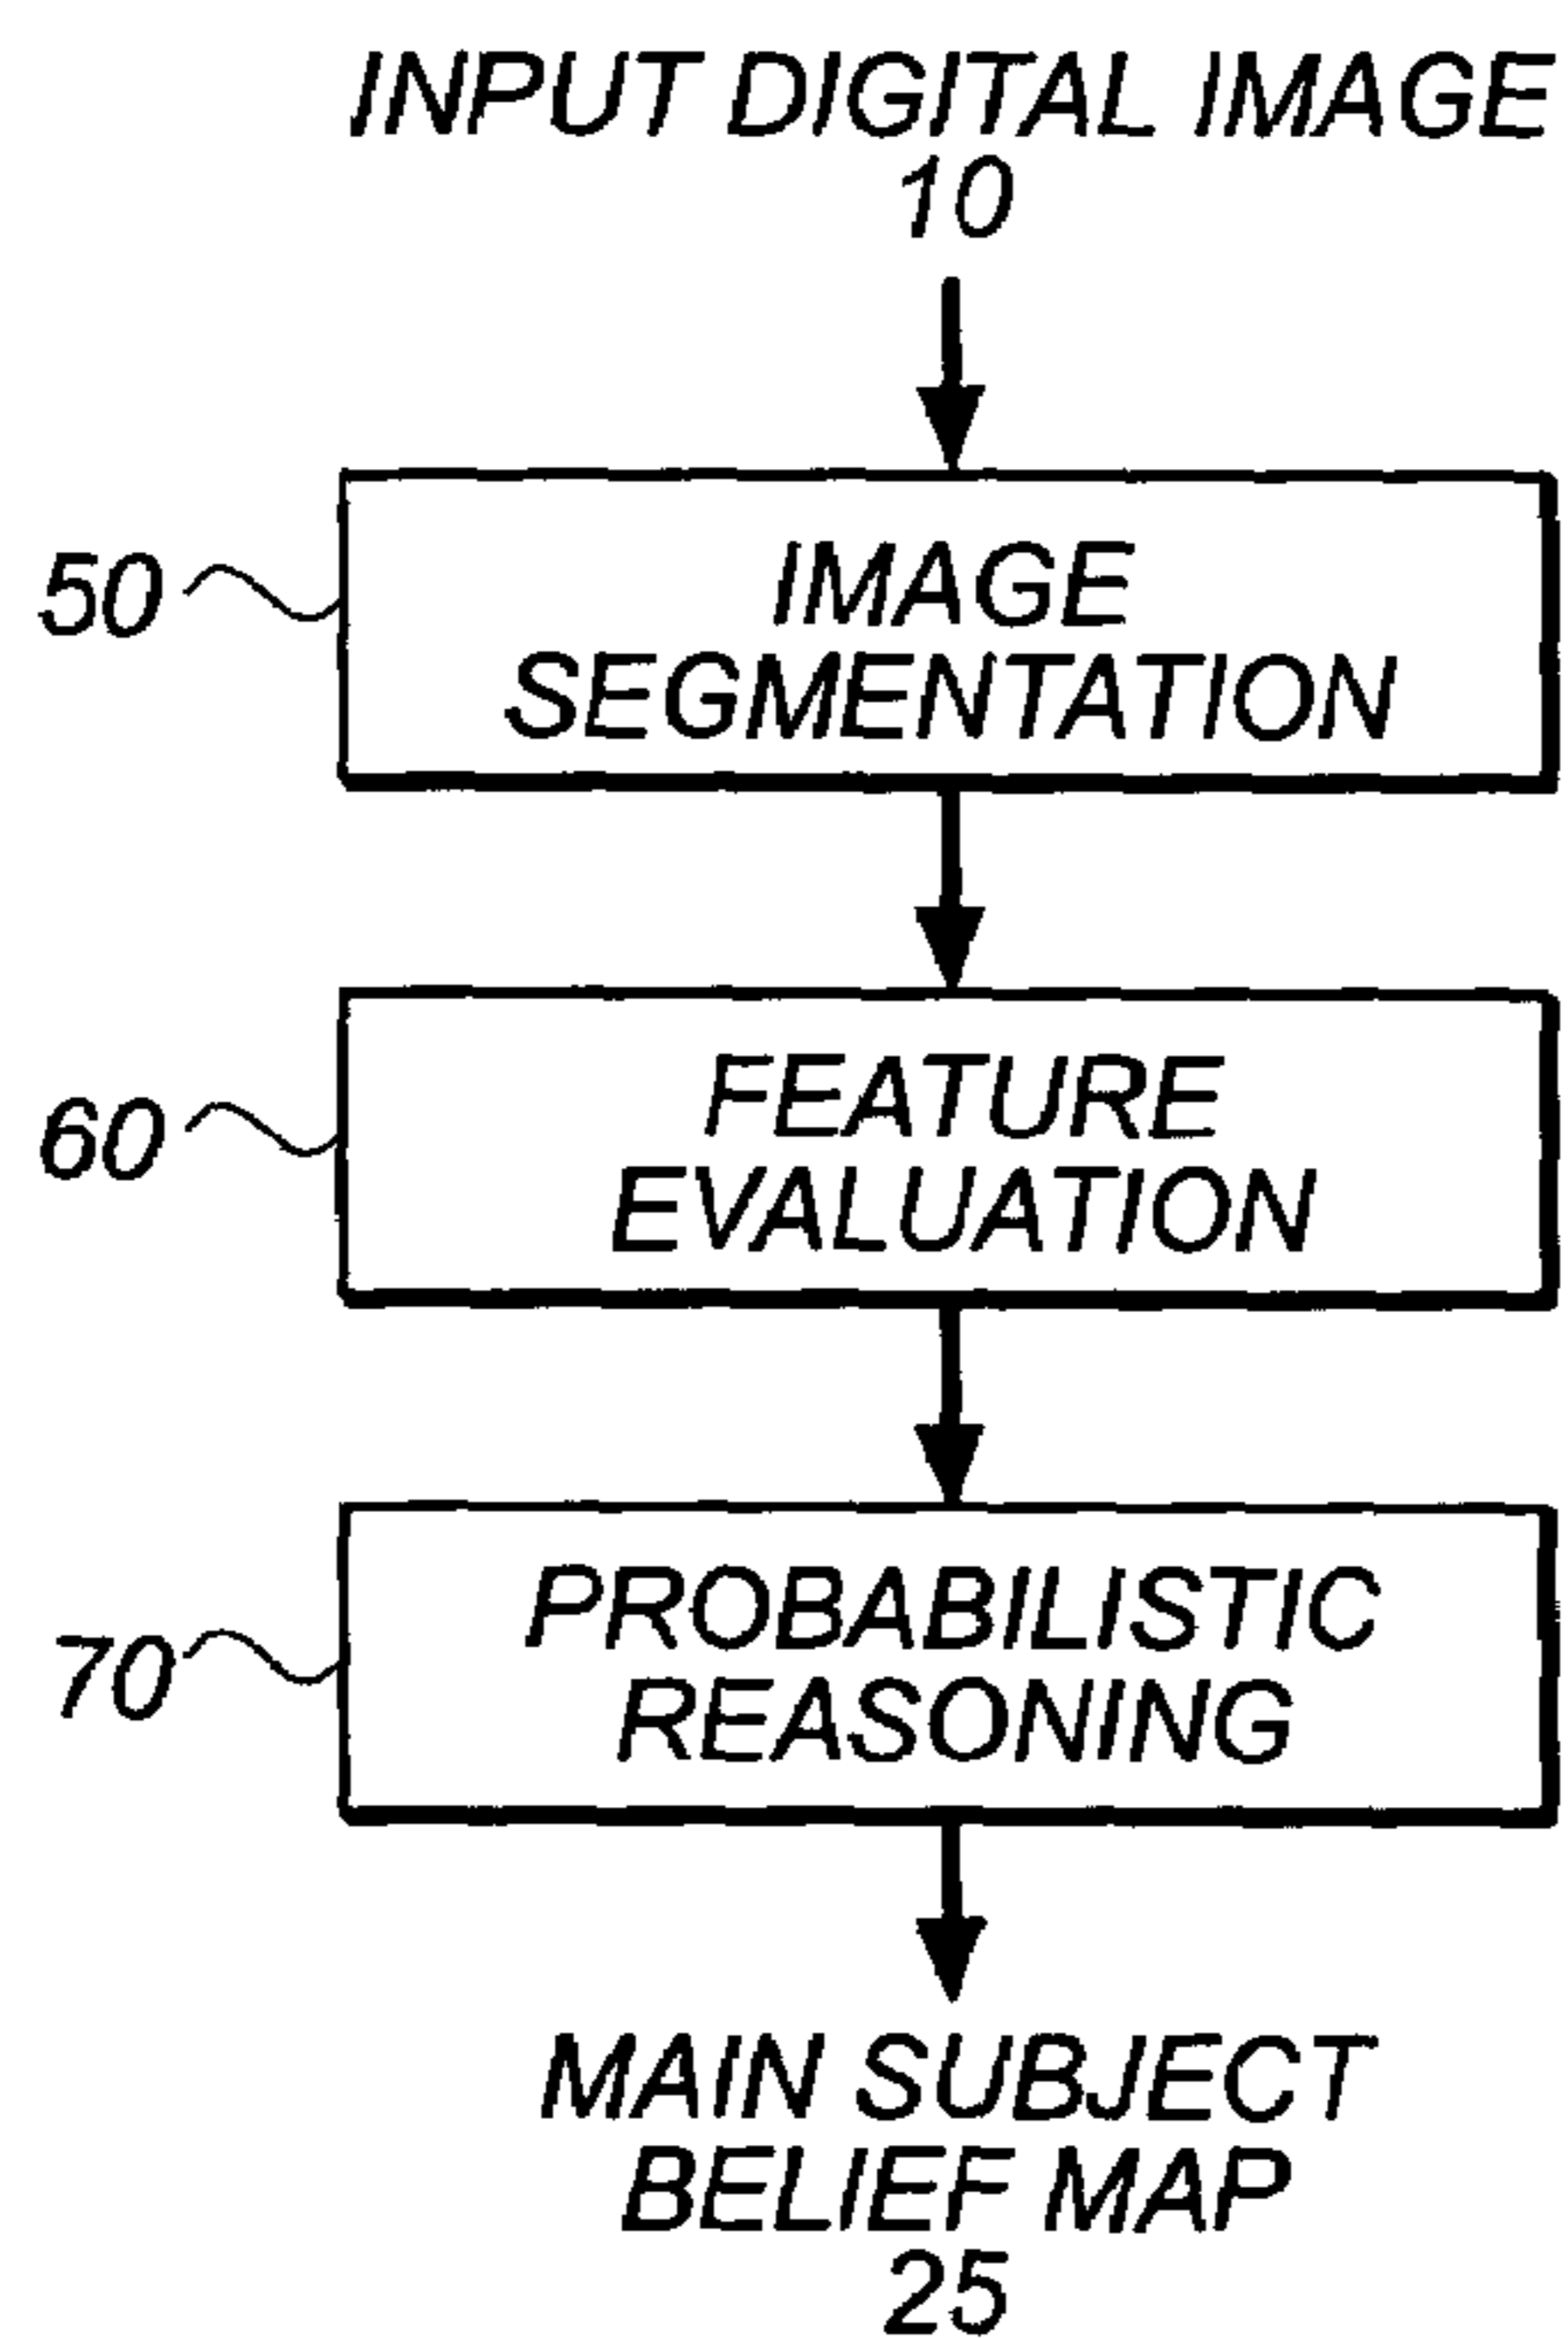 INPUT DIGITAL IMAGE
10
50
IMAGE
SEGMENTATION
60
FEATURE
EVALUATION
70
PROBABILISTIC
REASONING
MAIN SUBJECT
BELIEF MAP
25